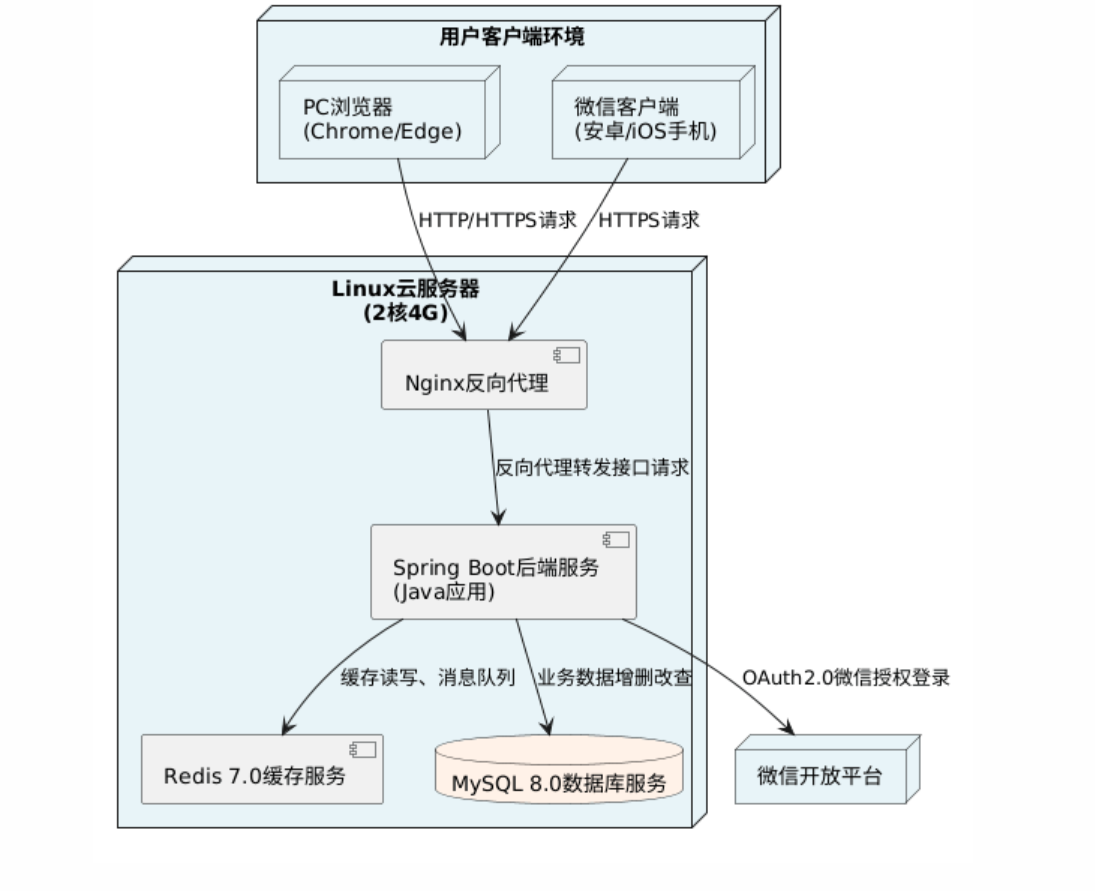 用户客户端环境
PC浏览器
(Chrome/Edge)
微信客户端
(安卓/iOS手机)
HTTP/HTTPS请求
HTTPS请求
Linux云服务器
(2核4G)
Nginx反向代理
反向代理转发接口请求
Spring Boot后端服务
(Java应用)
缓存读写、消息队列
业务数据增删改查
OAuth2.0微信授权登录
Redis 7.0缓存服务
MySQL 8.0数据库服务
微信开放平台